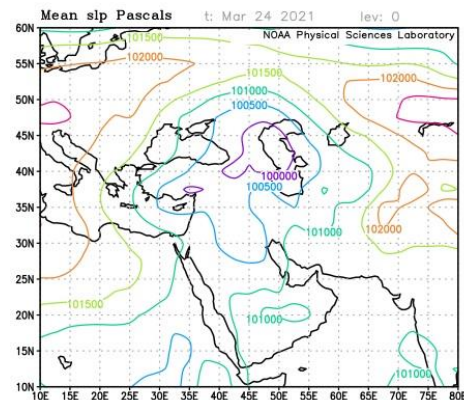 Mean slp Pascals t: Mar 24 2021 lev: 0
NOAA Physical Sciences Laboratory
60N
55N
50N
45N
40N
35N
30N
25N
20N
15N
10N
101500
102000
101500
102000
101000
100500
100000
100500
101000
102000
102000
101500
101000
101000
10E 15E 20E 25E 30E 35E 40E 45E 50E 55E 60E 65E 70E 75E 80E